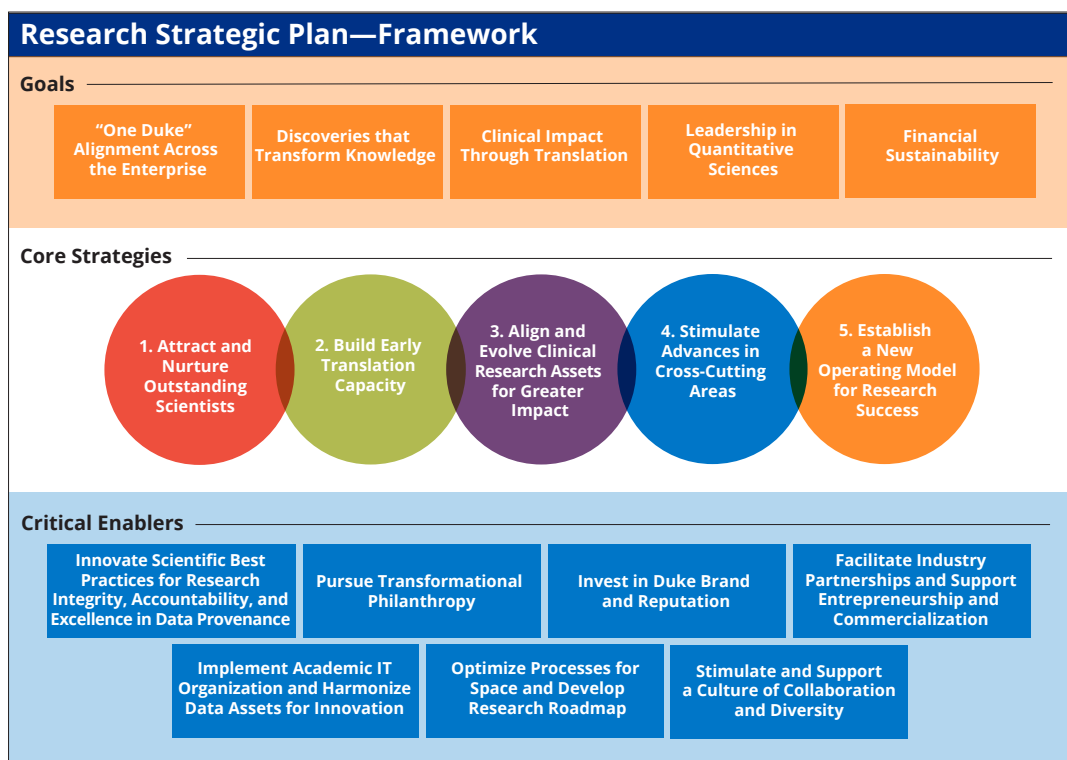 Research Strategic Plan—Framework
Goals
“One Duke”
Alignment Across
the Enterprise
Discoveries that
Transform Knowledge
Clinical Impact
Through Translation
Leadership in
Quantitative
Sciences
Financial
Sustainability
Core Strategies
1. Attract and
Nurture
Outstanding
Scientists
2. Build Early
Translation
Capacity
3. Align and
Evolve Clinical
Research Assets
for Greater
Impact
4. Stimulate
Advances in
Cross-Cutting
Areas
5. Establish
a New
Operating Model
for Research
Success
Critical Enablers
Innovate Scientific Best
Practices for Research
Integrity, Accountability, and
Excellence in Data Provenance
Pursue Transformational
Philanthropy
Invest in Duke Brand
and Reputation
Facilitate Industry
Partnerships and Support
Entrepreneurship and
Commercialization
Implement Academic IT
Organization and Harmonize
Data Assets for Innovation
Optimize Processes for
Space and Develop
Research Roadmap
Stimulate and Support
a Culture of Collaboration
and Diversity